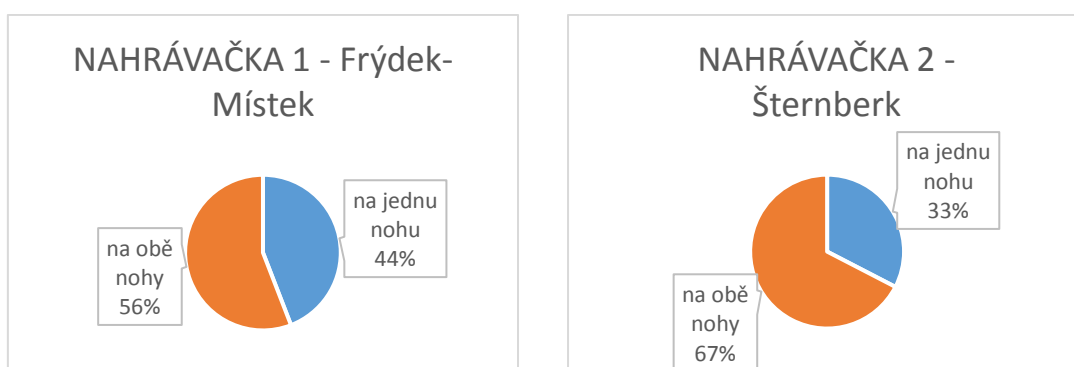 NAHRÁVAČKA 1 - Frýdek-
Místek
na jednu
nohu
44%
na obě
nohy
56%
NAHRÁVAČKA 2 -
Šternberk
na jednu
nohu
33%
na obě
nohy
67%